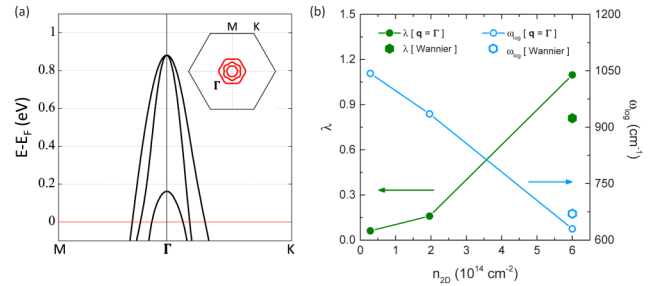 (a)
M K
Γ
E-E_F (eV)
1
0.8
0.6
0.4
0.2
0
M Γ K
(b)
λ [ q = Γ ] ω_log [ q = Γ ]
λ [ Wannier ] ω_log [ Wannier ]
λ
1.5
1.2
0.9
0.6
0.3
0.0
1200
1050
900
750
600
ω_log (cm⁻¹)
0 1 2 3 4 5 6 7
n_2D (10¹⁴ cm⁻²)